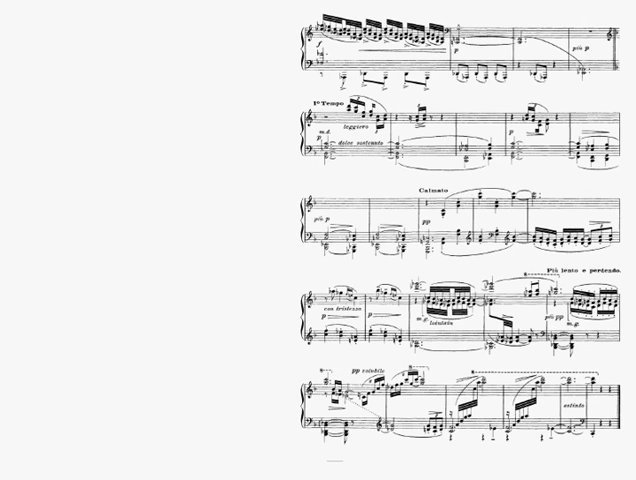 f
p
più p
1º Tempo
leggiero
m.d.
p
dolce sostenuto
p
Calmato
più p
pp
Più lento e perdendo.
con tristezza
p
p
m.g.
lointain
più pp
m.g.
pp volubile
estinto